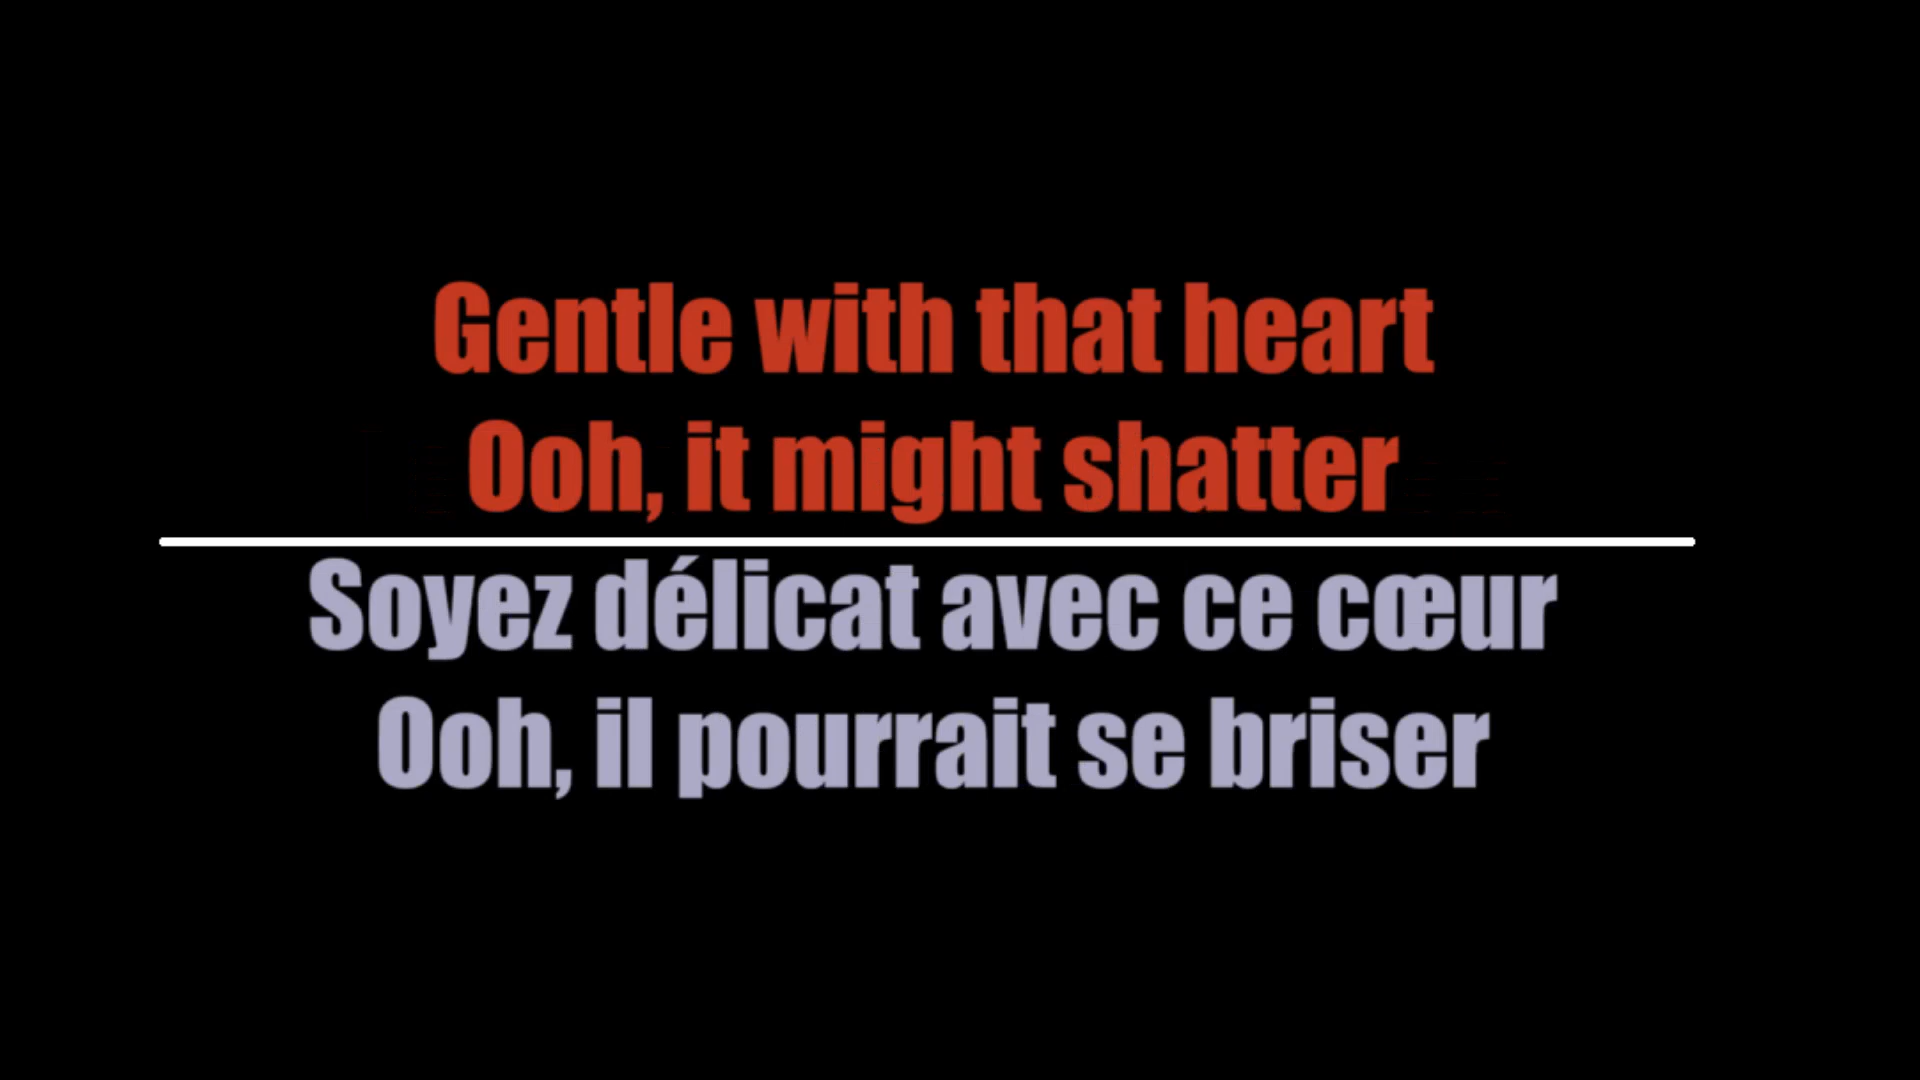 Gentle with that heart
Ooh, it might shatter
Soyez délicat avec ce cœur
Ooh, il pourrait se briser